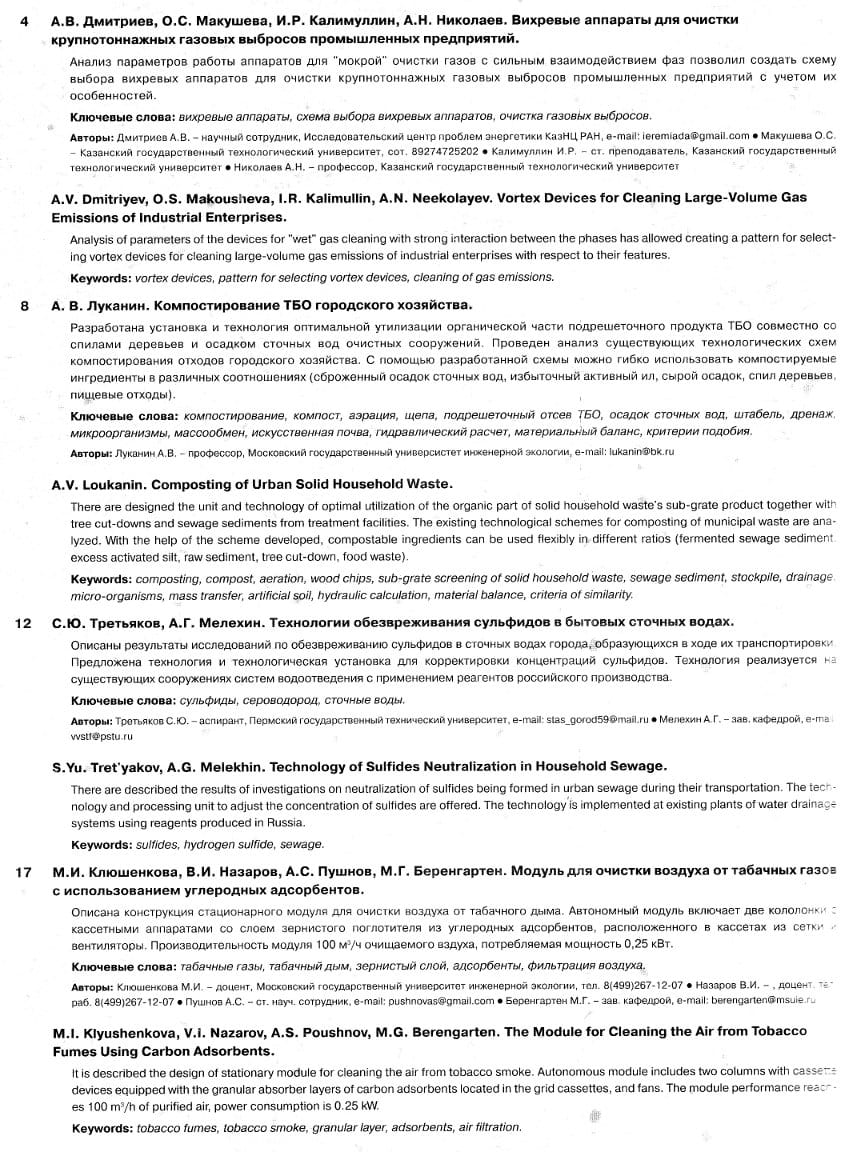 4 А.В. Дмитриев, О.С. Макушева, И.Р. Калимуллин, А.Н. Николаев. Вихревые аппараты для очистки
крупнотоннажных газовых выбросов промышленных предприятий.
Анализ параметров работы аппаратов для "мокрой" очистки газов с сильным взаимодействием фаз позволил создать схему
выбора вихревых аппаратов для очистки крупнотоннажных газовых выбросов промышленных предприятий с учетом их
особенностей.
Ключевые слова: вихревые аппараты, схема выбора вихревых аппаратов, очистка газовых выбросов.
Авторы: Дмитриев А.В. – научный сотрудник, Исследовательский центр проблем энергетики КазНЦ РАН, e-mail: ieremiada@gmail.com ● Макушева О.С.
– Казанский государственный технологический университет, сот. 89274725202 ● Калимуллин И.Р. – ст. преподаватель, Казанский государственный
технологический университет ● Николаев А.Н. – профессор, Казанский государственный технологический университет
A.V. Dmitriyev, O.S. Makousheva, I.R. Kalimullin, A.N. Neekolayev. Vortex Devices for Cleaning Large-Volume Gas
Emissions of Industrial Enterprises.
Analysis of parameters of the devices for "wet" gas cleaning with strong interaction between the phases has allowed creating a pattern for select-
ing vortex devices for cleaning large-volume gas emissions of industrial enterprises with respect to their features.
Keywords: vortex devices, pattern for selecting vortex devices, cleaning of gas emissions.
8 А. В. Луканин. Компостирование ТБО городского хозяйства.
Разработана установка и технология оптимальной утилизации органической части подрешеточного продукта ТБО совместно со
спилами деревьев и осадком сточных вод очистных сооружений. Проведен анализ существующих технологических схем
компостирования отходов городского хозяйства. С помощью разработанной схемы можно гибко использовать компостируемые
ингредиенты в различных соотношениях (сброженный осадок сточных вод, избыточный активный ил, сырой осадок, спил деревьев,
пищевые отходы).
Ключевые слова: компостирование, компост, аэрация, щепа, подрешеточный отсев ТБО, осадок сточных вод, штабель, дренаж,
микроорганизмы, массообмен, искусственная почва, гидравлический расчет, материальный баланс, критерии подобия.
Авторы: Луканин А.В. – профессор, Московский государственный универсистет инженерной экологии, e-mail: lukanin@bk.ru
A.V. Loukanin. Composting of Urban Solid Household Waste.
There are designed the unit and technology of optimal utilization of the organic part of solid household waste's sub-grate product together with
tree cut-downs and sewage sediments from treatment facilities. The existing technological schemes for composting of municipal waste are ana-
lyzed. With the help of the scheme developed, compostable ingredients can be used flexibly in different ratios (fermented sewage sediment,
excess activated silt, raw sediment, tree cut-down, food waste).
Keywords: composting, compost, aeration, wood chips, sub-grate screening of solid household waste, sewage sediment, stockpile, drainage,
micro-organisms, mass transfer, artificial soil, hydraulic calculation, material balance, criteria of similarity.
12 С.Ю. Третьяков, А.Г. Мелехин. Технологии обезвреживания сульфидов в бытовых сточных водах.
Описаны результаты исследований по обезвреживанию сульфидов в сточных водах города, образующихся в ходе их транспортировки.
Предложена технология и технологическая установка для корректировки концентраций сульфидов. Технология реализуется на
существующих сооружениях систем водоотведения с применением реагентов российского производства.
Ключевые слова: сульфиды, сероводород, сточные воды.
Авторы: Третьяков С.Ю. – аспирант, Пермский государственный технический университет, e-mail: stas_gorod59@mail.ru ● Мелехин А.Г. – зав. кафедрой, e-mai
vvstf@pstu.ru
S.Yu. Tret'yakov, A.G. Melekhin. Technology of Sulfides Neutralization in Household Sewage.
There are described the results of investigations on neutralization of sulfides being formed in urban sewage during their transportation. The tech-
nology and processing unit to adjust the concentration of sulfides are offered. The technology is implemented at existing plants of water drainage
systems using reagents produced in Russia.
Keywords: sulfides, hydrogen sulfide, sewage.
17 М.И. Клюшенкова, В.И. Назаров, А.С. Пушнов, М.Г. Беренгартен. Модуль для очистки воздуха от табачных газов
с использованием углеродных адсорбентов.
Описана конструкция стационарного модуля для очистки воздуха от табачного дыма. Автономный модуль включает две кололонки с
кассетными аппаратами со слоем зернистого поглотителя из углеродных адсорбентов, расположенного в кассетах из сетки и
вентиляторы. Производительность модуля 100 м³/ч очищаемого вздуха, потребляемая мощность 0,25 кВт.
Ключевые слова: табачные газы, табачный дым, зернистый слой, адсорбенты, фильтрация воздуха.
Авторы: Клюшенкова М.И. – доцент, Московский государственный университет инженерной экологии, тел. 8(499)267-12-07 ● Назаров В.И. – , доцент, тел
раб. 8(499)267-12-07 ● Пушнов А.С. – ст. науч. сотрудник, e-mail: pushnovas@gmail.com ● Беренгартен М.Г. – зав. кафедрой, e-mail: berengarten@msuie.ru
M.I. Klyushenkova, V.i. Nazarov, A.S. Poushnov, M.G. Berengarten. The Module for Cleaning the Air from Tobacco
Fumes Using Carbon Adsorbents.
It is described the design of stationary module for cleaning the air from tobacco smoke. Autonomous module includes two columns with cassette
devices equipped with the granular absorber layers of carbon adsorbents located in the grid cassettes, and fans. The module performance reach-
es 100 m³/h of purified air, power consumption is 0.25 kW.
Keywords: tobacco fumes, tobacco smoke, granular layer, adsorbents, air filtration.